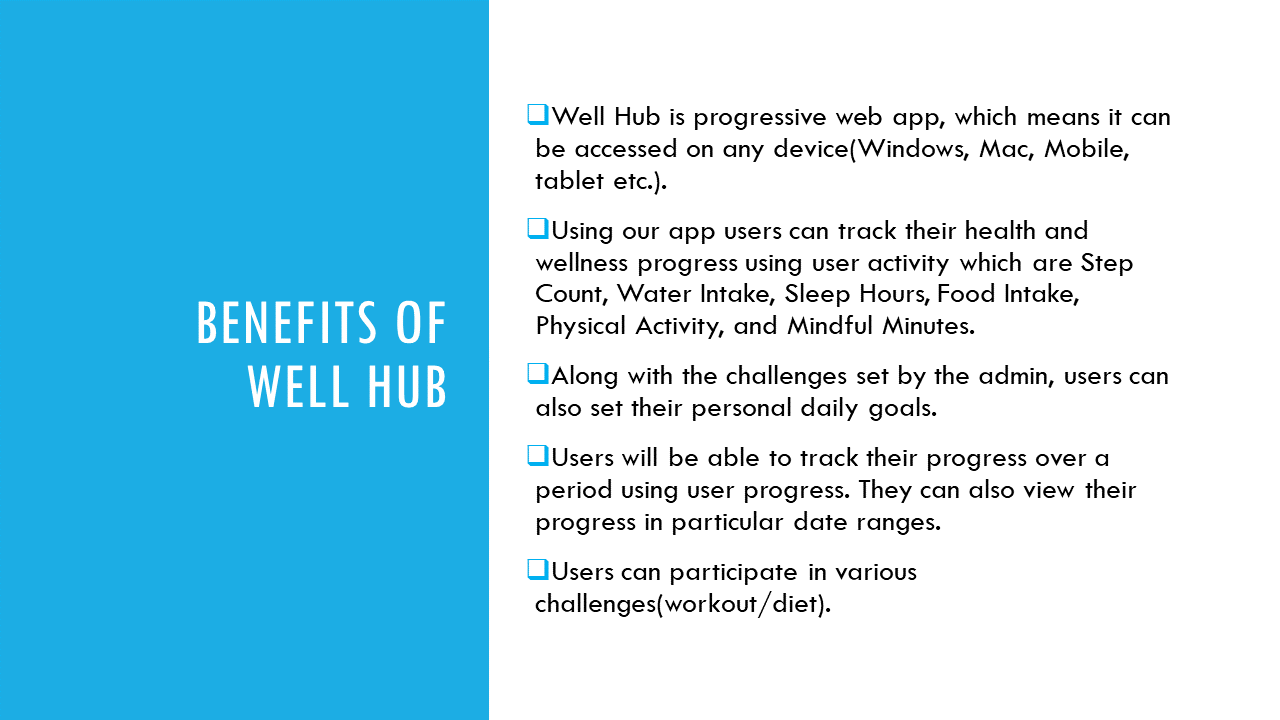 BENEFITS OF
WELL HUB
❑Well Hub is progressive web app, which means it can
be accessed on any device(Windows, Mac, Mobile,
tablet etc.).
❑Using our app users can track their health and
wellness progress using user activity which are Step
Count, Water Intake, Sleep Hours, Food Intake,
Physical Activity, and Mindful Minutes.
❑Along with the challenges set by the admin, users can
also set their personal daily goals.
❑Users will be able to track their progress over a
period using user progress. They can also view their
progress in particular date ranges.
❑Users can participate in various
challenges(workout/diet).